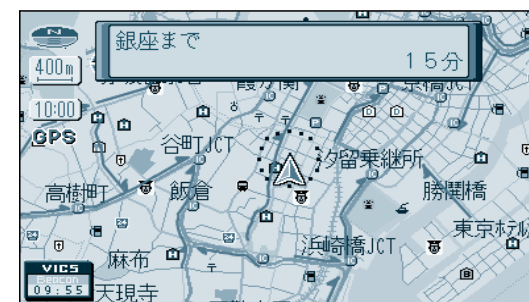 N
銀座まで
15分
400m
霞が関
京橋JCT
10:00
GPS
谷町JCT
汐留乗継所
高樹町
飯倉
勝鬨橋
浜崎橋JCT
東京ホテル
麻布
VICS
Beacon
09:55
天現寺